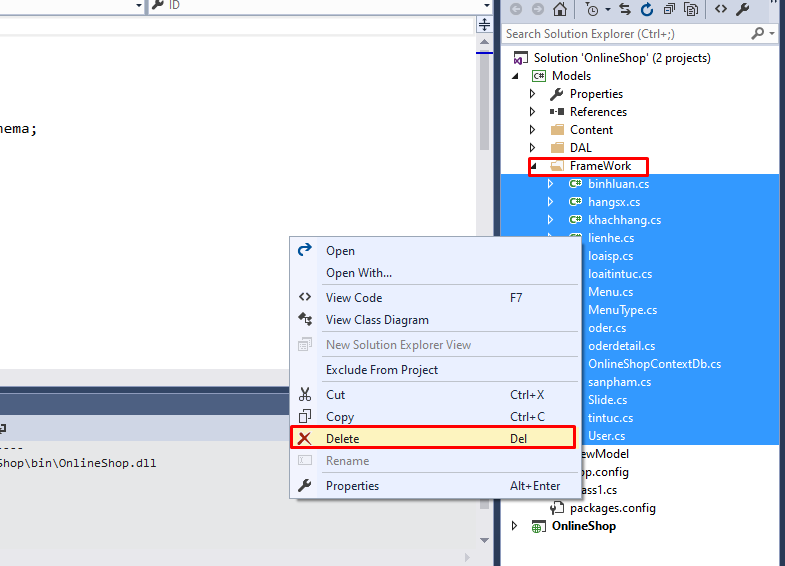 ID
Search Solution Explorer (Ctrl+;)
Solution 'OnlineShop' (2 projects)
Models
Properties
References
Content
DAL
FrameWork
binhluan.cs
hangsx.cs
khachhang.cs
lienhe.cs
loaisp.cs
loaitintuc.cs
Menu.cs
MenuType.cs
oder.cs
oderdetail.cs
OnlineShopContextDb.cs
sanpham.cs
Slide.cs
tintuc.cs
User.cs
ewModel
op.config
ass1.cs
packages.config
OnlineShop
nema;
Open
Open With...
View Code F7
View Class Diagram
New Solution Explorer View
Exclude From Project
Cut Ctrl+X
Copy Ctrl+C
Delete Del
Rename
Properties Alt+Enter
----
Shop\bin\OnlineShop.dll